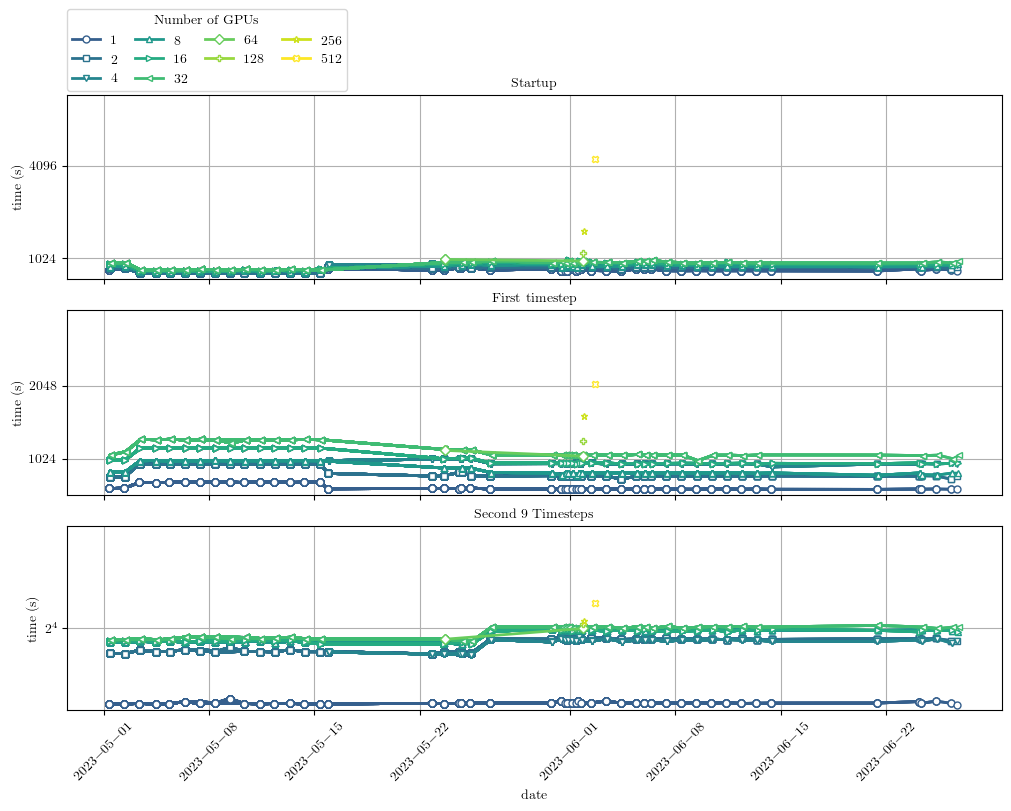 Number of GPUs
1 8 64 256
2 16 128 512
4 32
Startup
time (s)
4096
1024
First timestep
time (s)
2048
1024
Second 9 Timesteps
time (s)
2⁴
2023−05−01 2023−05−08 2023−05−15 2023−05−22 2023−06−01 2023−06−08 2023−06−15 2023−06−22
date